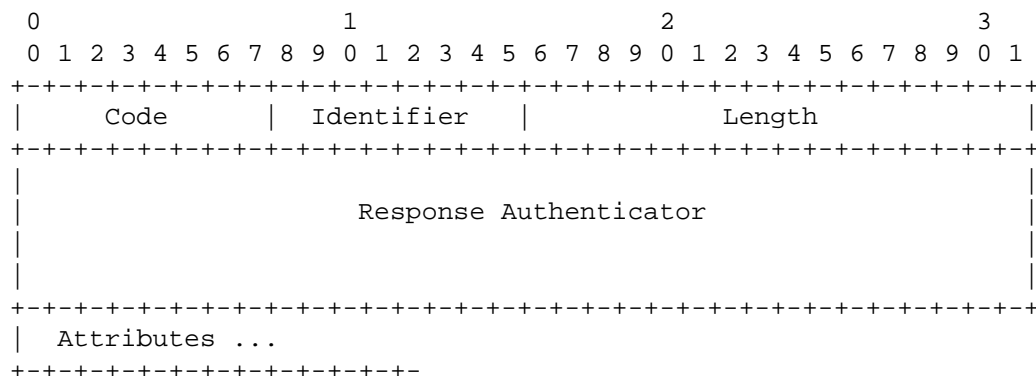 0                   1                   2                   3
 0 1 2 3 4 5 6 7 8 9 0 1 2 3 4 5 6 7 8 9 0 1 2 3 4 5 6 7 8 9 0 1
+-+-+-+-+-+-+-+-+-+-+-+-+-+-+-+-+-+-+-+-+-+-+-+-+-+-+-+-+-+-+-+-+
|     Code      |  Identifier   |            Length             |
+-+-+-+-+-+-+-+-+-+-+-+-+-+-+-+-+-+-+-+-+-+-+-+-+-+-+-+-+-+-+-+-+
|                                                               |
|                     Response Authenticator                    |
|                                                               |
|                                                               |
+-+-+-+-+-+-+-+-+-+-+-+-+-+-+-+-+-+-+-+-+-+-+-+-+-+-+-+-+-+-+-+-+
|  Attributes ...
+-+-+-+-+-+-+-+-+-+-+-+-+-